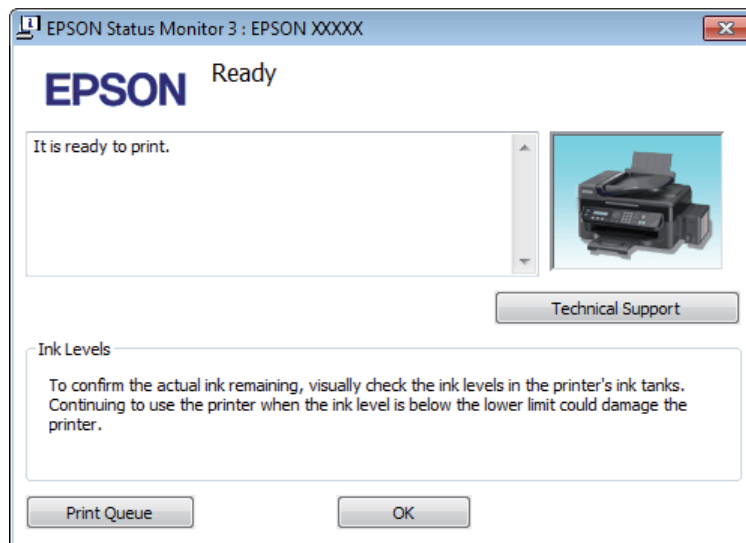 EPSON Status Monitor 3 : EPSON XXXXX
EPSON
Ready
It is ready to print.
Technical Support
Ink Levels
To confirm the actual ink remaining, visually check the ink levels in the printer's ink tanks.
Continuing to use the printer when the ink level is below the lower limit could damage the
printer.
Print Queue
OK